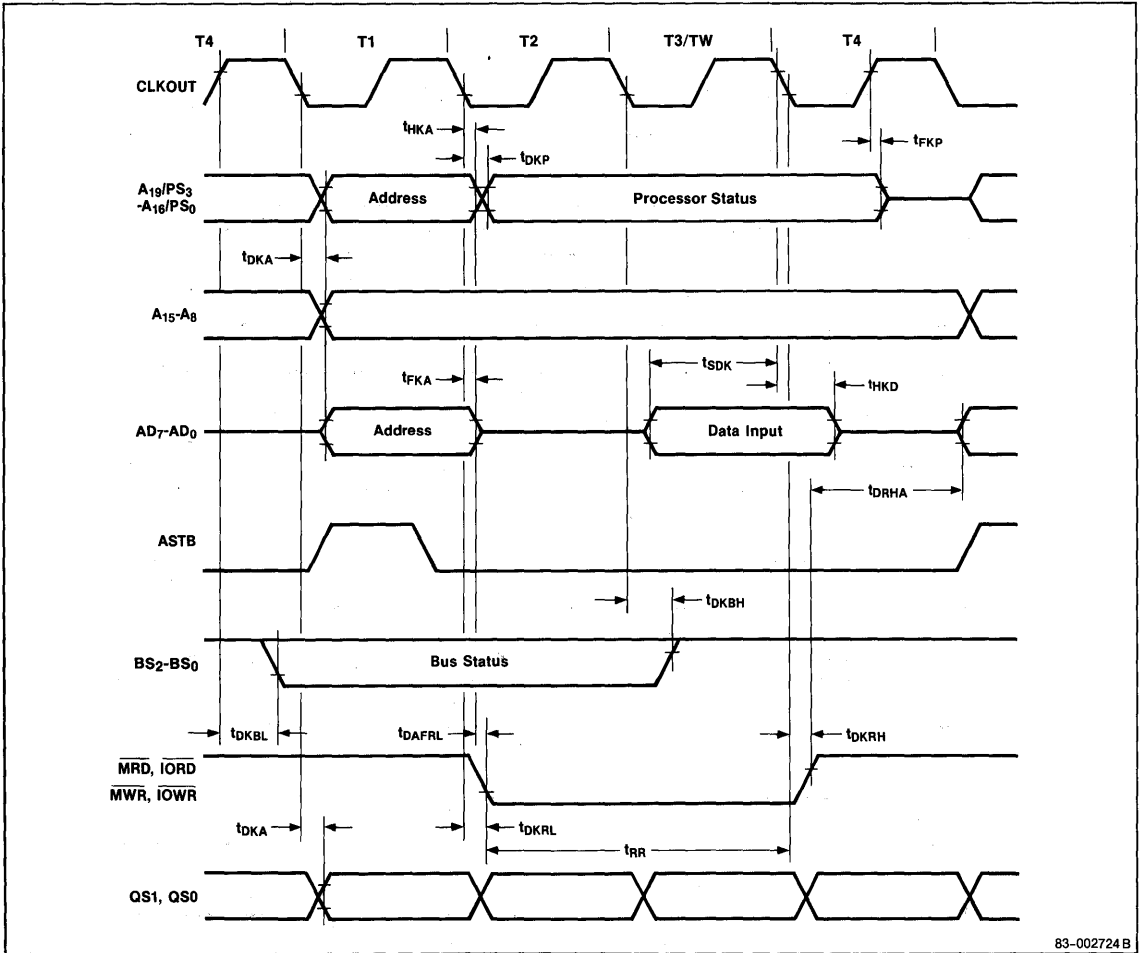 T4 T1 T2 T3/TW T4
CLKOUT
tHKA
tDKP
tFKP
A19/PS3
-A16/PS0
Address
Processor Status
tDKA
A15-A8
tSDK
tFKA
tHKD
AD7-AD0
Address
Data Input
tDRHA
ASTB
tDKBH
BS2-BS0
Bus Status
tDKBL
tDAFRL
tDKRH
MRD, IORD
MWR, IOWR
tDKA
tDKRL
tRR
QS1, QS0
83-002724B